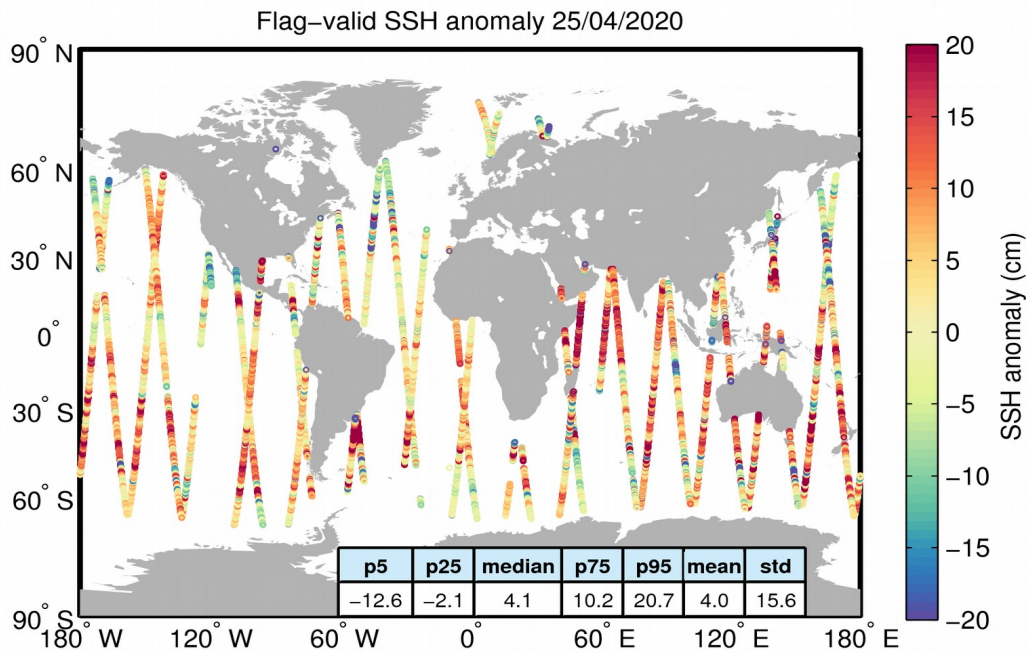 Flag−valid SSH anomaly 25/04/2020
90° N
60° N
30° N
0°
30° S
60° S
90° S
180° W
120° W
60° W
0°
60° E
120° E
180° E
p5 p25 median p75 p95 mean std
−12.6 −2.1 4.1 10.2 20.7 4.0 15.6
20
15
10
5
0
−5
−10
−15
−20
SSH anomaly (cm)